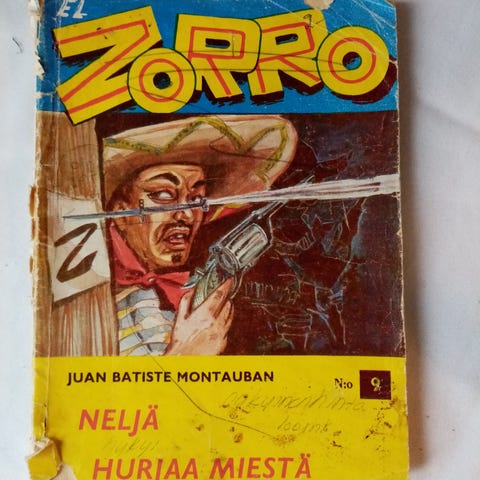 EL
ZORRO
Z
JUAN BATISTE MONTAUBAN
N:o 9
NELJÄ
HURJAA MIESTÄ